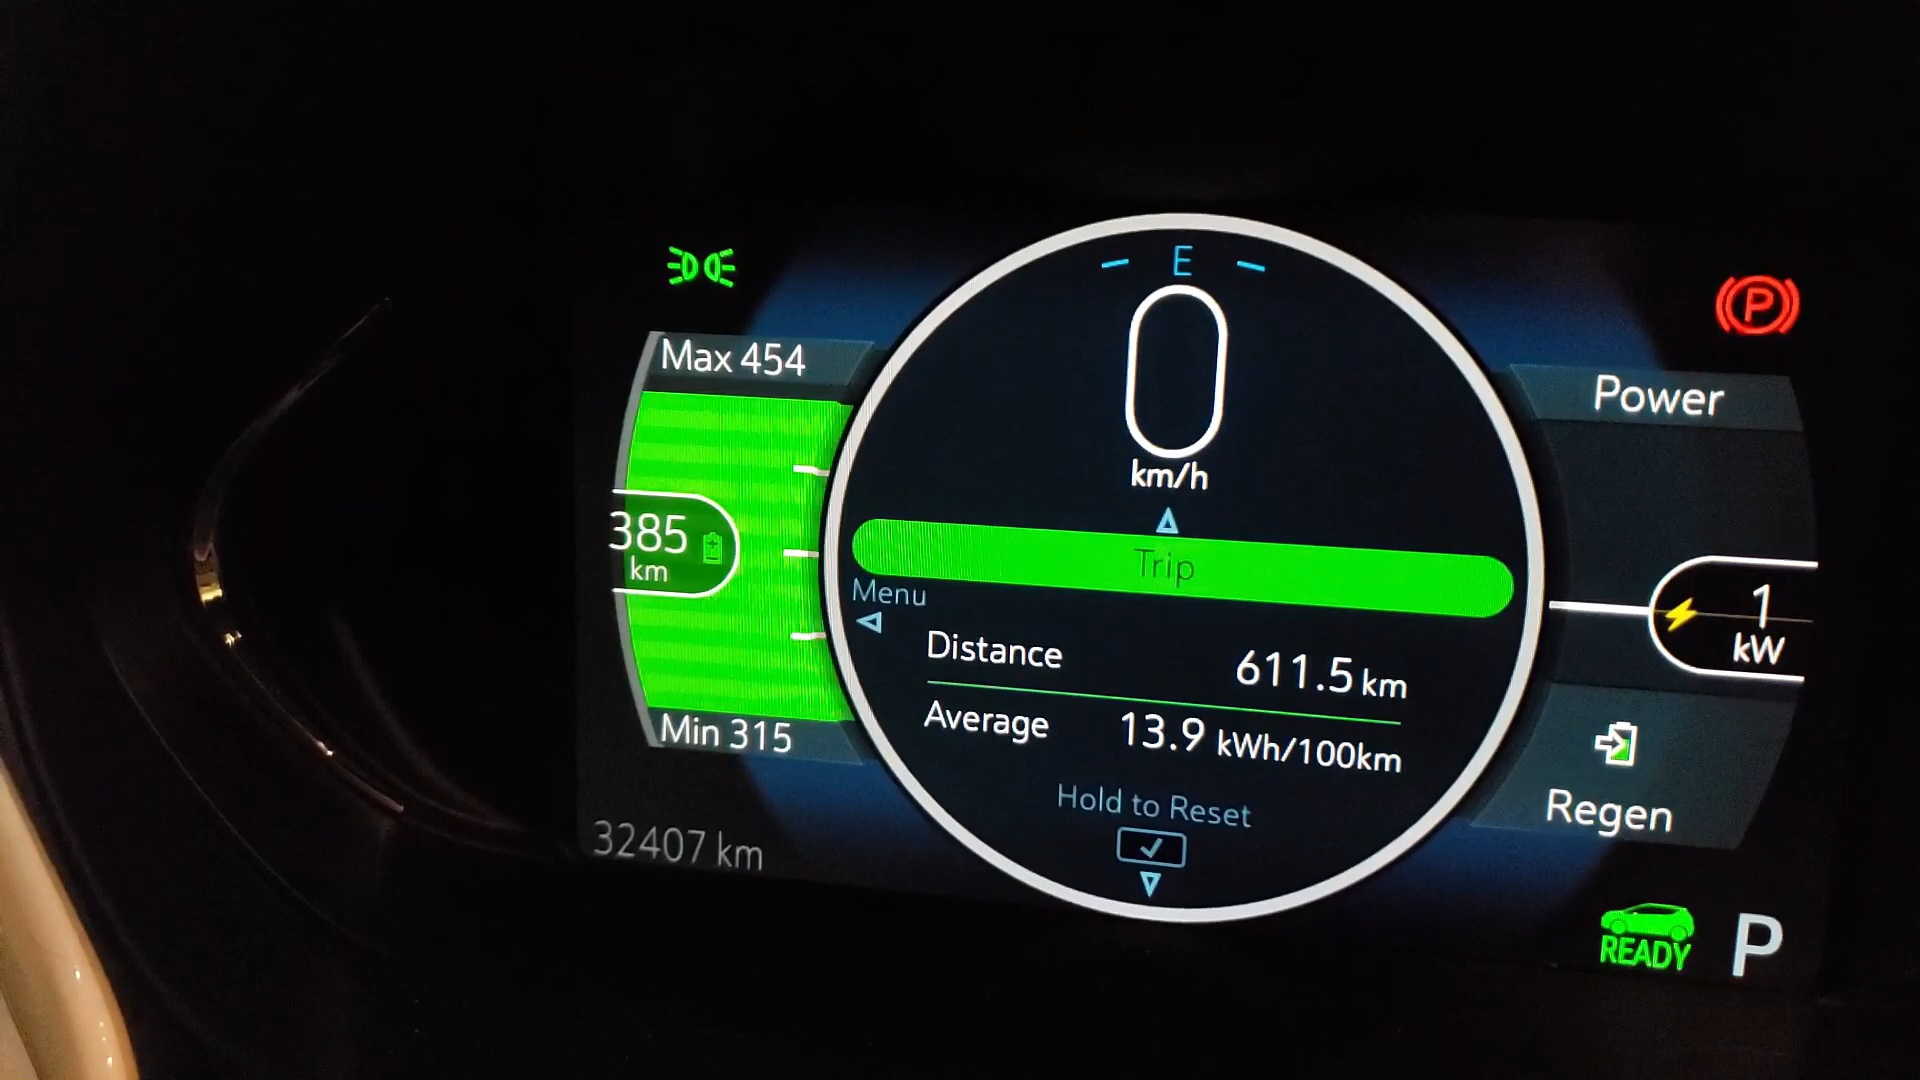 E
0
km/h
Max 454
Power
385
km
Trip
Menu
1
kW
Distance 611.5 km
Average 13.9 kWh/100km
Min 315
Hold to Reset
Regen
32407 km
READY P
P